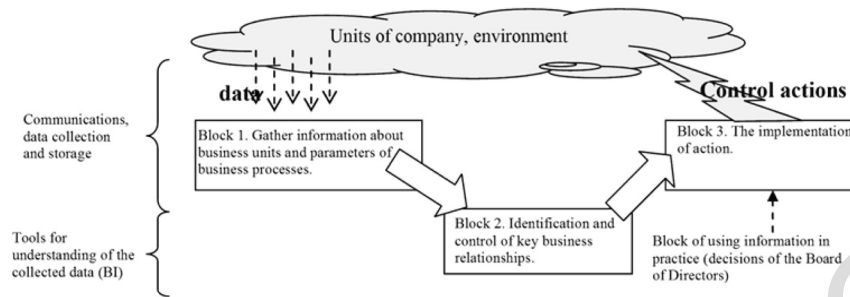 Units of company, environment
data
Control actions
Communications,
data collection
and storage
Block 1. Gather information about
business units and parameters of
business processes.
Block 3. The implementation
of action.
Block 2. Identification and
control of key business
relationships.
Tools for
understanding of the
collected data (BI)
Block of using information in
practice (decisions of the Board
of Directors)